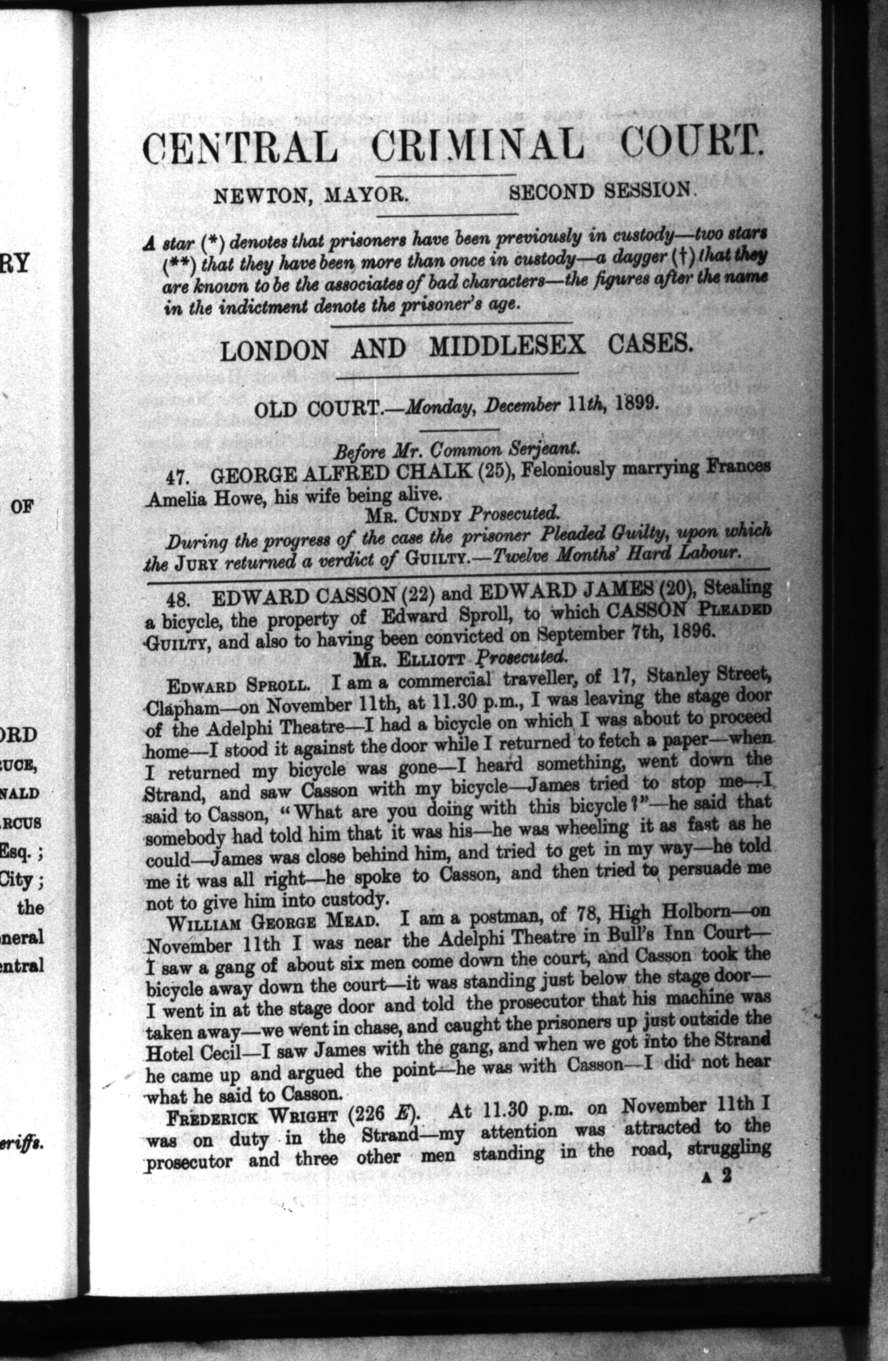 CENTRAL CRIMINAL COURT.
NEWTON, MAYOR. SECOND SESSION.
A star (*) denotes that prisoners have been previously in custody—two stars
(**) that they have been more than once in custody—a dagger (†) that they
are known to be the associates of bad characters—the figures after the name
in the indictment denote the prisoner's age.
LONDON AND MIDDLESEX CASES.
OLD COURT.—Monday, December 11th, 1899.
Before Mr. Common Serjeant.
47. GEORGE ALFRED CHALK (25), Feloniously marrying Frances
Amelia Howe, his wife being alive.
MR. CUNDY Prosecuted.
During the progress of the case the prisoner Pleaded Guilty, upon which
the JURY returned a verdict of GUILTY.—Twelve Months' Hard Labour.
48. EDWARD CASSON (22) and EDWARD JAMES (20), Stealing
a bicycle, the property of Edward Sproll, to which CASSON PLEADED
GUILTY, and also to having been convicted on September 7th, 1896.
MR. ELLIOTT Prosecuted.
EDWARD SPROLL. I am a commercial traveller, of 17, Stanley Street,
Clapham—on November 11th, at 11.30 p.m., I was leaving the stage door
of the Adelphi Theatre—I had a bicycle on which I was about to proceed
home—I stood it against the door while I returned to fetch a paper—when
I returned my bicycle was gone—I heard something, went down the
Strand, and saw Casson with my bicycle—James tried to stop me—I
said to Casson, "What are you doing with this bicycle?"—he said that
somebody had told him that it was his—he was wheeling it as fast as he
could—James was close behind him, and tried to get in my way—he told
me it was all right—he spoke to Casson, and then tried to persuade me
not to give him into custody.
WILLIAM GEORGE MEAD. I am a postman, of 78, High Holborn—on
November 11th I was near the Adelphi Theatre in Bull's Inn Court—
I saw a gang of about six men come down the court, and Casson took the
bicycle away down the court—it was standing just below the stage door—
I went in at the stage door and told the prosecutor that his machine was
taken away—we went in chase, and caught the prisoners up just outside the
Hotel Cecil—I saw James with the gang, and when we got into the Strand
he came up and argued the point—he was with Casson—I did not hear
what he said to Casson.
FREDERICK WRIGHT (226 E). At 11.30 p.m. on November 11th I
was on duty in the Strand—my attention was attracted to the
prosecutor and three other men standing in the road, struggling
A 2
RY
OF
ORD
NALD
Esq. ;
City ;
the